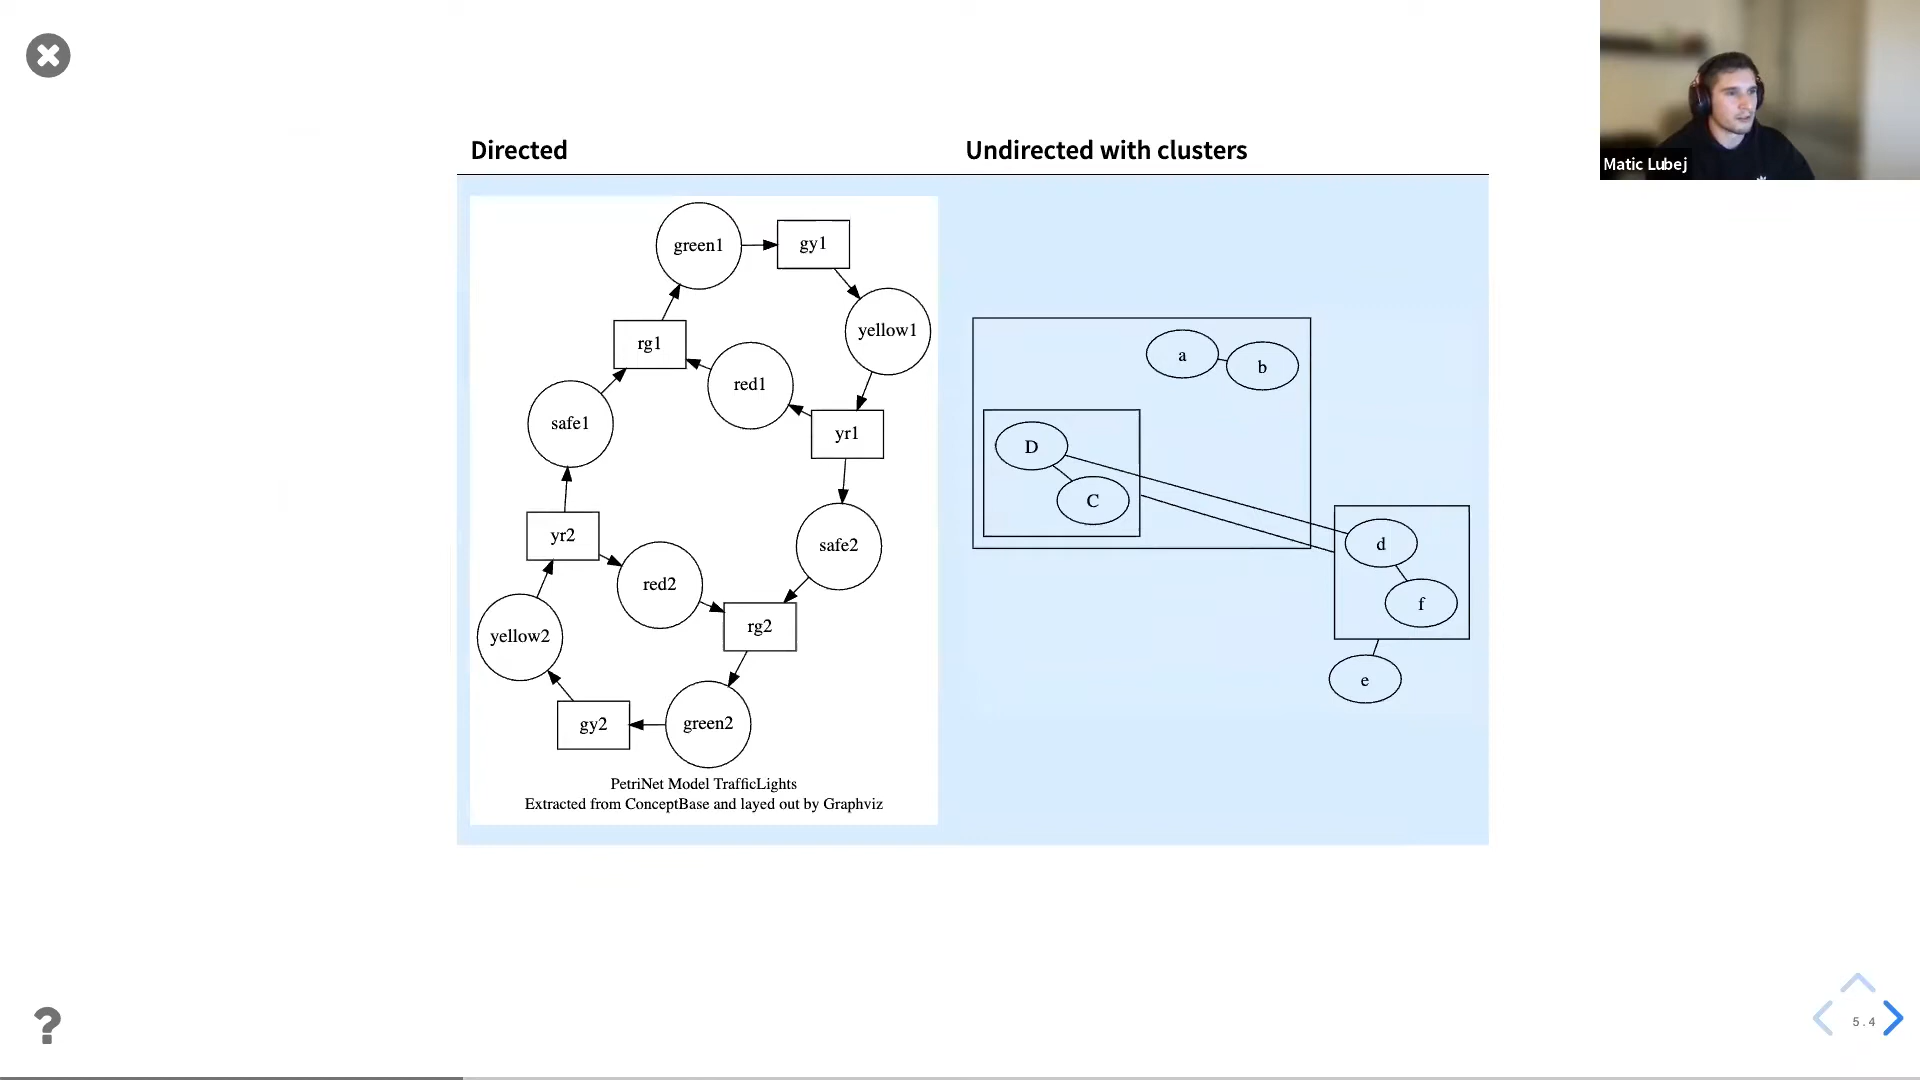 Matic Lubej
Directed
Undirected with clusters
green1
gy1
yellow1
rg1
red1
safe1
yr1
yr2
safe2
red2
rg2
yellow2
gy2
green2
PetriNet Model TrafficLights
Extracted from ConceptBase and layed out by Graphviz
a
b
D
C
d
f
e
?
5.4